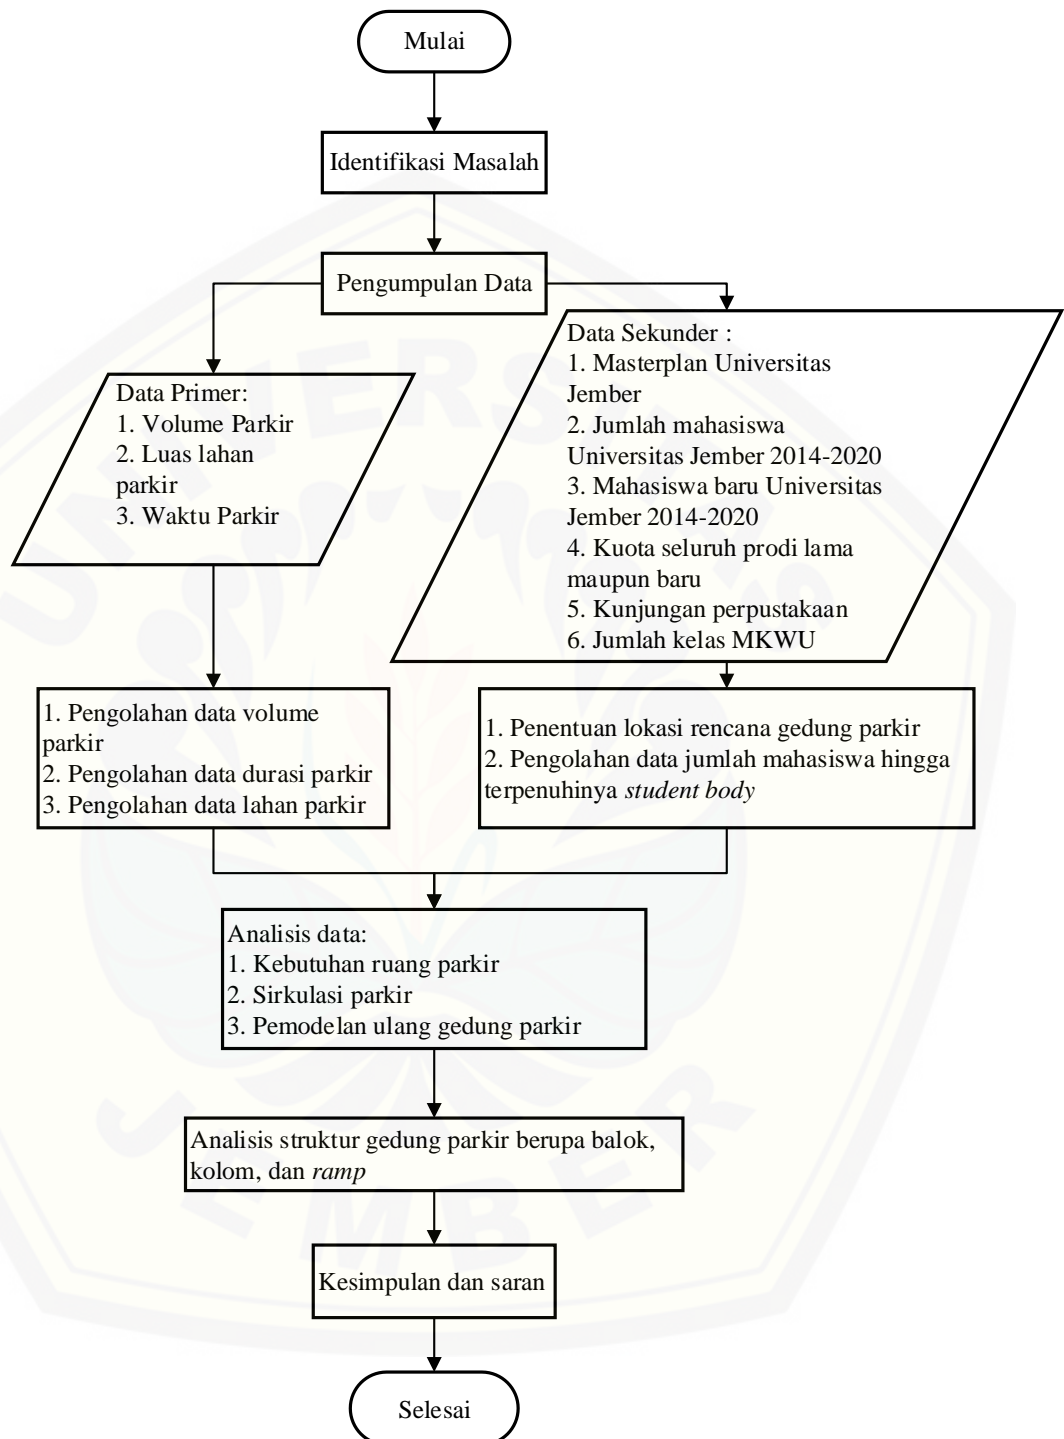 Mulai
Identifikasi Masalah
Pengumpulan Data
Data Primer:
1. Volume Parkir
2. Luas lahan
parkir
3. Waktu Parkir
Data Sekunder :
1. Masterplan Universitas
Jember
2. Jumlah mahasiswa
Universitas Jember 2014-2020
3. Mahasiswa baru Universitas
Jember 2014-2020
4. Kuota seluruh prodi lama
maupun baru
5. Kunjungan perpustakaan
6. Jumlah kelas MKWU
1. Pengolahan data volume
parkir
2. Pengolahan data durasi parkir
3. Pengolahan data lahan parkir
1. Penentuan lokasi rencana gedung parkir
2. Pengolahan data jumlah mahasiswa hingga
terpenuhinya student body
Analisis data:
1. Kebutuhan ruang parkir
2. Sirkulasi parkir
3. Pemodelan ulang gedung parkir
Analisis struktur gedung parkir berupa balok,
kolom, dan ramp
Kesimpulan dan saran
Selesai
UNIVERSITAS
JEMBER